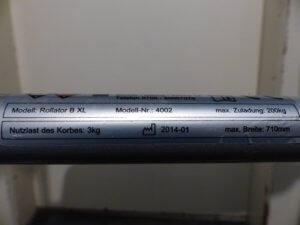 Modell: Rollator B XL Modell-Nr.: 4002 max. Zuladung: 200kg
Nutzlast des Korbes: 3kg 2014-01 max. Breite: 710mm